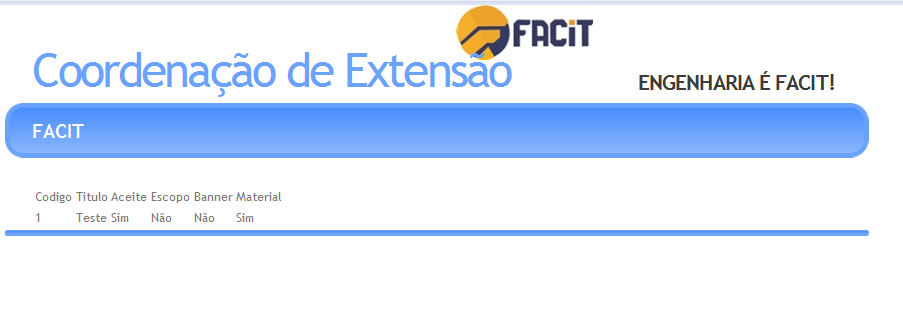 FACiT
Coordenação de Extensão
ENGENHARIA É FACIT!
FACIT
Codigo Titulo Aceite Escopo Banner Material
1 Teste Sim Não Não Sim